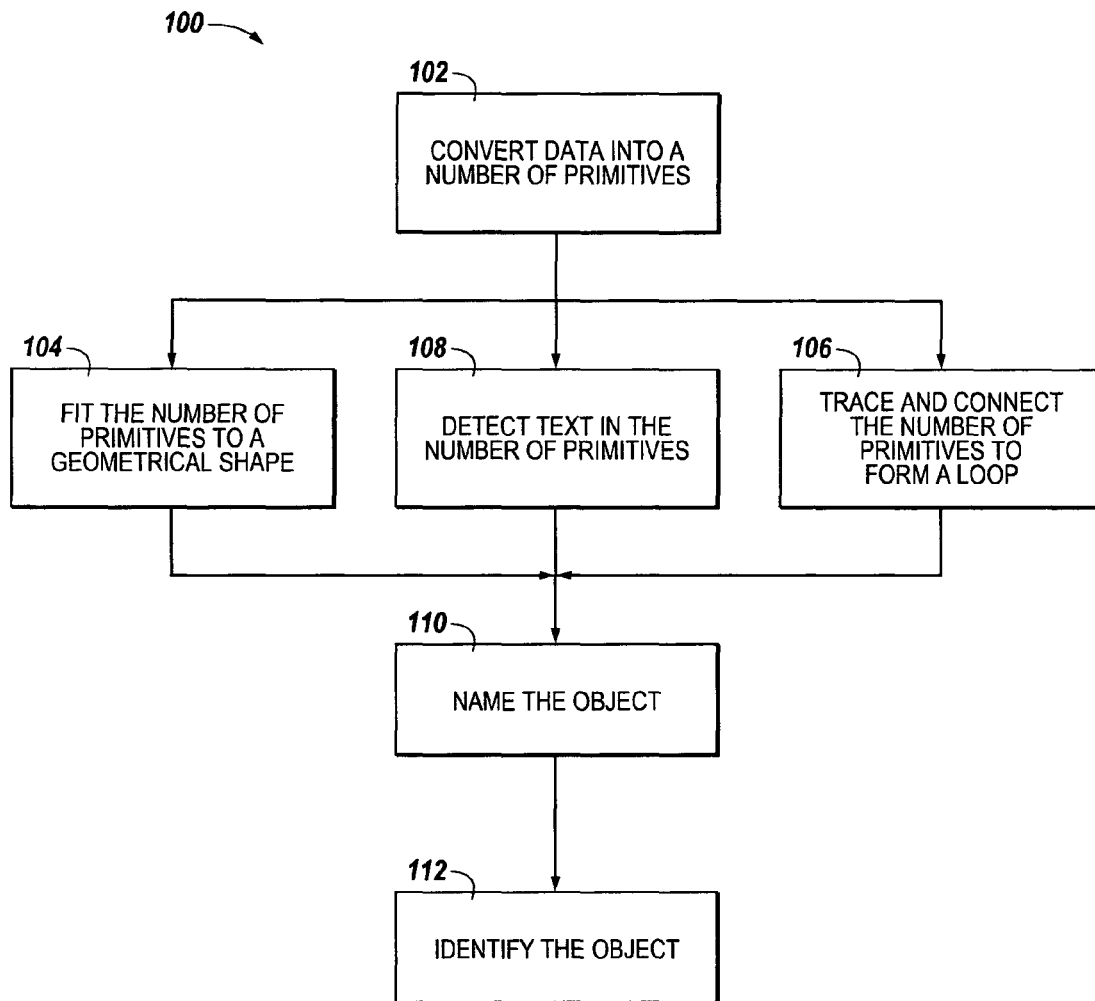 100
102
CONVERT DATA INTO A
NUMBER OF PRIMITIVES
104
FIT THE NUMBER OF
PRIMITIVES TO A
GEOMETRICAL SHAPE
108
DETECT TEXT IN THE
NUMBER OF PRIMITIVES
106
TRACE AND CONNECT
THE NUMBER OF
PRIMITIVES TO
FORM A LOOP
110
NAME THE OBJECT
112
IDENTIFY THE OBJECT